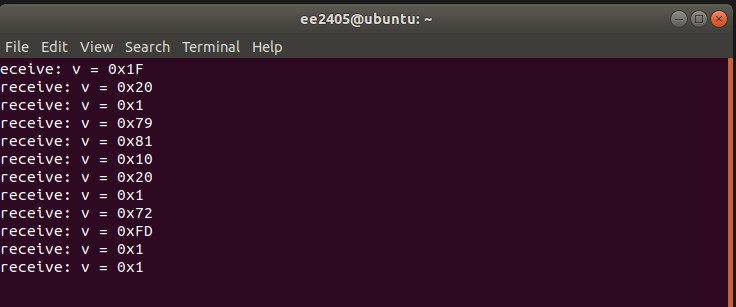 ee2405@ubuntu: ~
File Edit View Search Terminal Help
eceive: v = 0x1F
receive: v = 0x20
receive: v = 0x1
receive: v = 0x79
receive: v = 0x81
receive: v = 0x10
receive: v = 0x20
receive: v = 0x1
receive: v = 0x72
receive: v = 0xFD
receive: v = 0x1
receive: v = 0x1